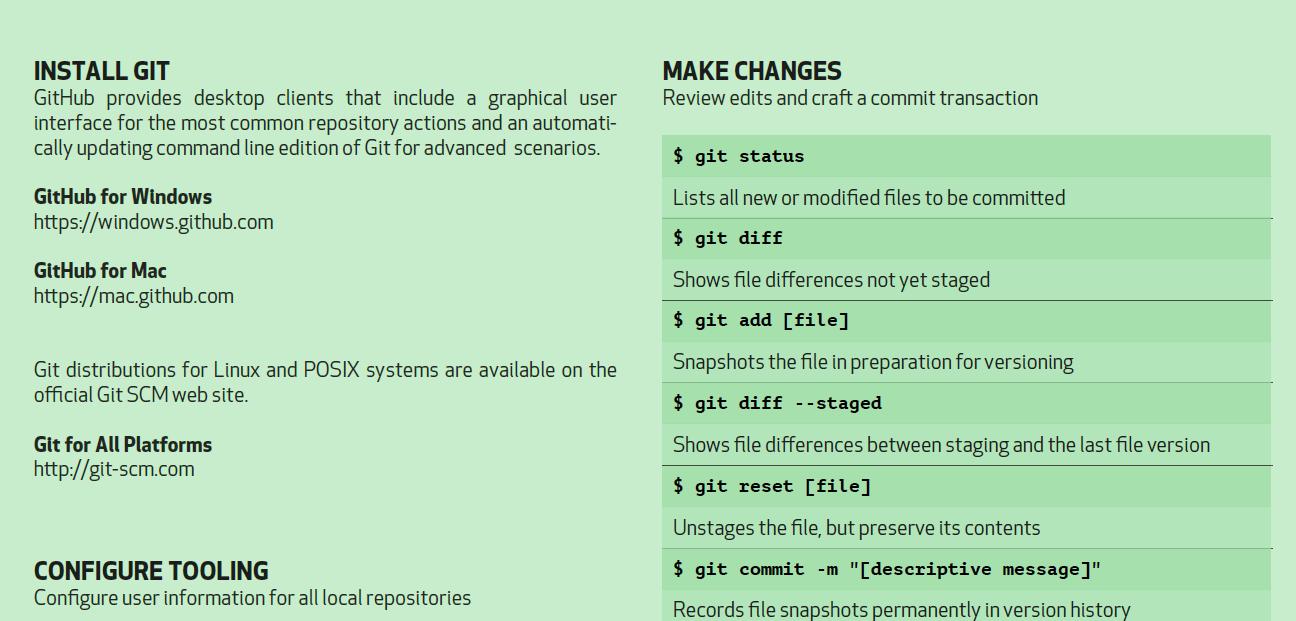 INSTALL GIT
GitHub provides desktop clients that include a graphical user
interface for the most common repository actions and an automati-
cally updating command line edition of Git for advanced scenarios.
GitHub for Windows
https://windows.github.com
GitHub for Mac
https://mac.github.com
Git distributions for Linux and POSIX systems are available on the
official Git SCM web site.
Git for All Platforms
http://git-scm.com
CONFIGURE TOOLING
Configure user information for all local repositories
MAKE CHANGES
Review edits and craft a commit transaction
$ git status
Lists all new or modified files to be committed
$ git diff
Shows file differences not yet staged
$ git add [file]
Snapshots the file in preparation for versioning
$ git diff --staged
Shows file differences between staging and the last file version
$ git reset [file]
Unstages the file, but preserve its contents
$ git commit -m "[descriptive message]"
Records file snapshots permanently in version history